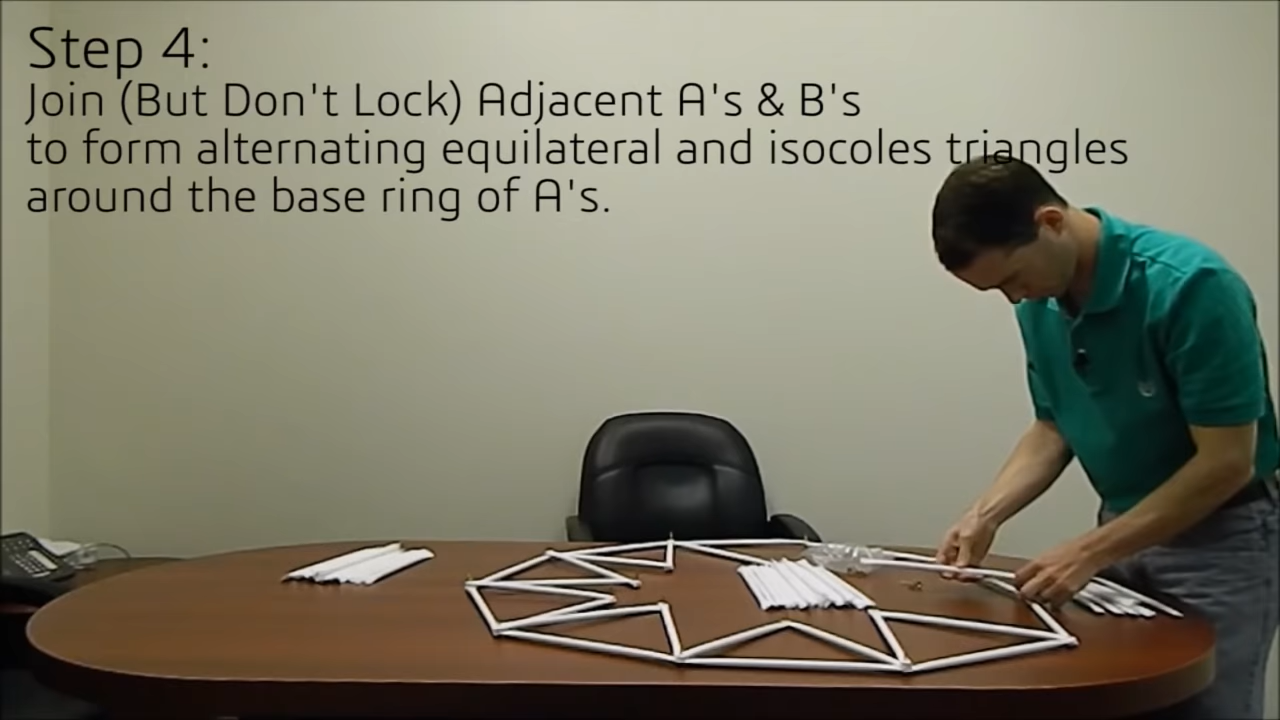 Step 4:
Join (But Don't Lock) Adjacent A's & B's
to form alternating equilateral and isocoles triangles
around the base ring of A's.